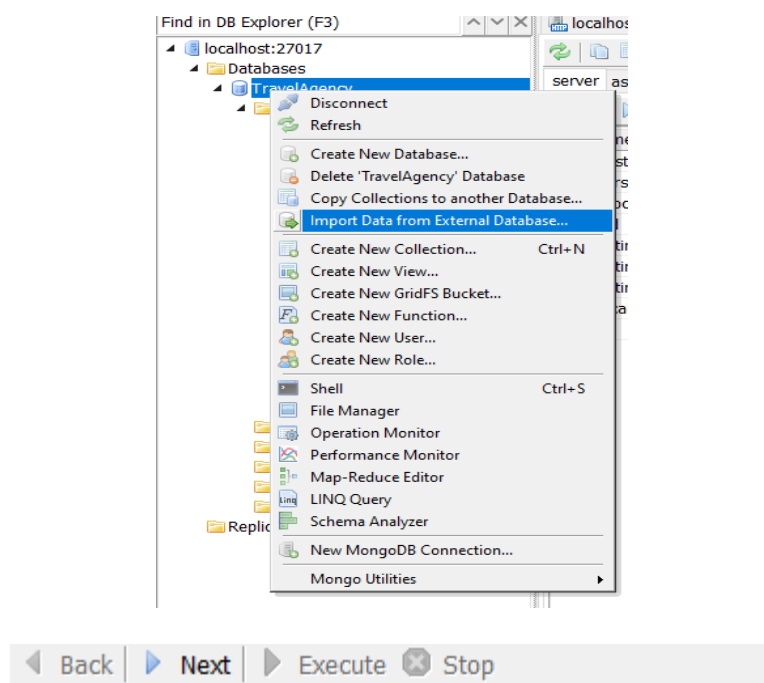 Find in DB Explorer (F3)
localhost:27017
Databases
TravelAgency
server
Disconnect
Refresh
Create New Database...
Delete 'TravelAgency' Database
Copy Collections to another Database...
Import Data from External Database...
Create New Collection... Ctrl+N
Create New View...
Create New GridFS Bucket...
Create New Function...
Create New User...
Create New Role...
Shell Ctrl+S
File Manager
Operation Monitor
Performance Monitor
Map-Reduce Editor
LINQ Query
Schema Analyzer
New MongoDB Connection...
Mongo Utilities
Back Next Execute Stop